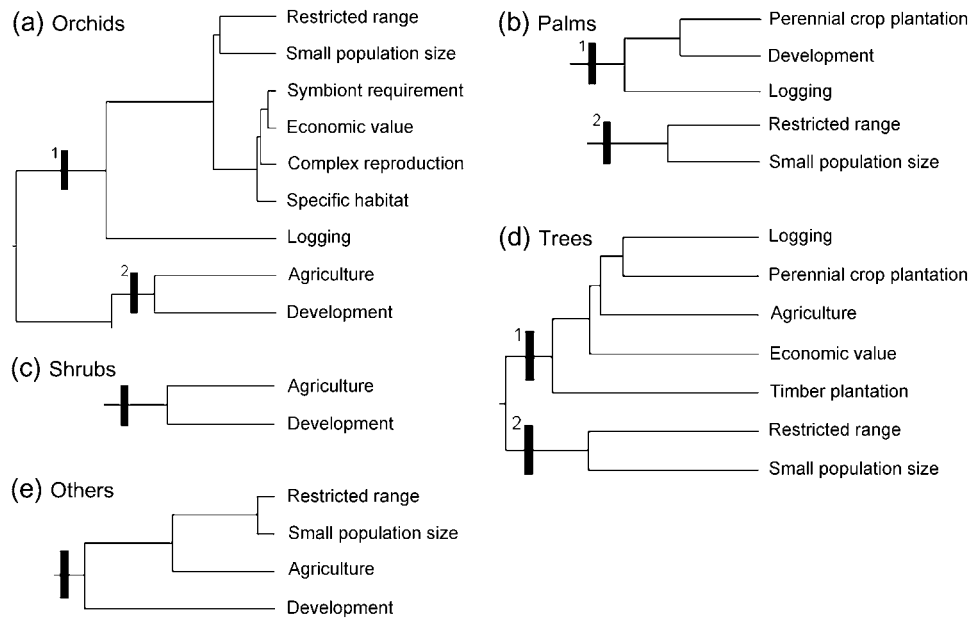 (a) Orchids
Restricted range
Small population size
Symbiont requirement
Economic value
Complex reproduction
Specific habitat
Logging
Agriculture
Development
1
2
(b) Palms
Perennial crop plantation
Development
Logging
Restricted range
Small population size
1
2
(c) Shrubs
Agriculture
Development
(d) Trees
Logging
Perennial crop plantation
Agriculture
Economic value
Timber plantation
Restricted range
Small population size
1
2
(e) Others
Restricted range
Small population size
Agriculture
Development